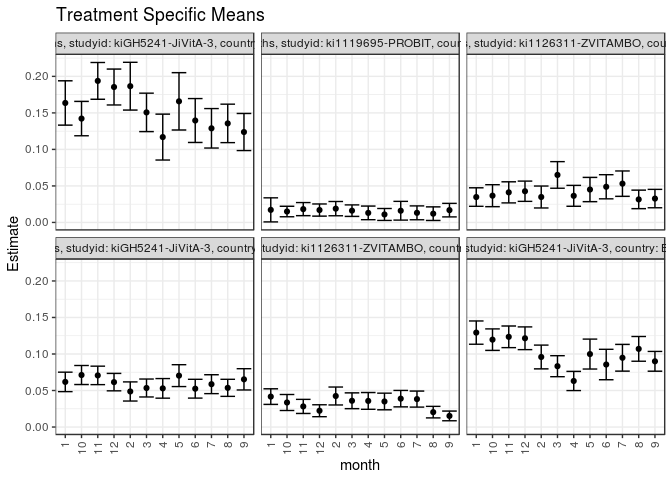 Treatment Specific Means
s, studyid: kiGH5241-JiVitA-3, countr
hs, studyid: ki1119695-PROBIT, cou
, studyid: ki1126311-ZVITAMBO, cou
0.20
0.15
0.10
0.05
0.00
s, studyid: kiGH5241-JiVitA-3, country
tudyid: ki1126311-ZVITAMBO, count
studyid: kiGH5241-JiVitA-3, country: B
0.20
0.15
0.10
0.05
0.00
Estimate
1 10 11 12 2 3 4 5 6 7 8 9
1 10 11 12 2 3 4 5 6 7 8 9
1 10 11 12 2 3 4 5 6 7 8 9
month